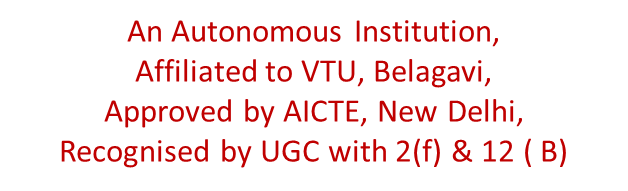 An Autonomous Institution,
Affiliated to VTU, Belagavi,
Approved by AICTE, New Delhi,
Recognised by UGC with 2(f) & 12 ( B)